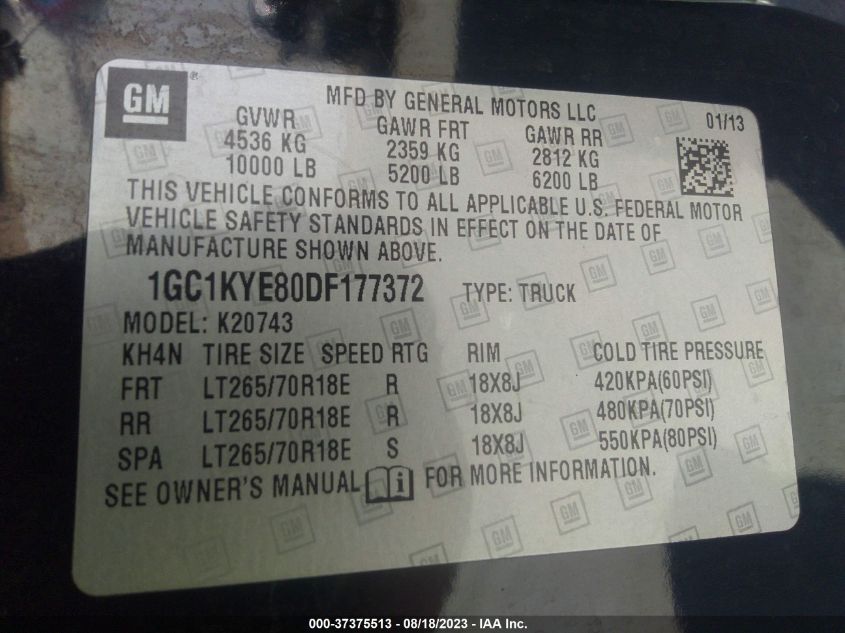 GM®
MFD BY GENERAL MOTORS LLC
01/13
GVWR GAWR FRT GAWR RR
4536 KG 2359 KG 2812 KG
10000 LB 5200 LB 6200 LB
THIS VEHICLE CONFORMS TO ALL APPLICABLE U.S. FEDERAL MOTOR
VEHICLE SAFETY STANDARDS IN EFFECT ON THE DATE OF
MANUFACTURE SHOWN ABOVE.
1GC1KYE80DF177372 TYPE: TRUCK
MODEL: K20743
KH4N TIRE SIZE SPEED RTG RIM COLD TIRE PRESSURE
FRT LT265/70R18E R 18X8J 420KPA(60PSI)
RR LT265/70R18E R 18X8J 480KPA(70PSI)
SPA LT265/70R18E S 18X8J 550KPA(80PSI)
SEE OWNER'S MANUAL i FOR MORE INFORMATION.
000-37375513 - 08/18/2023 - IAA Inc.